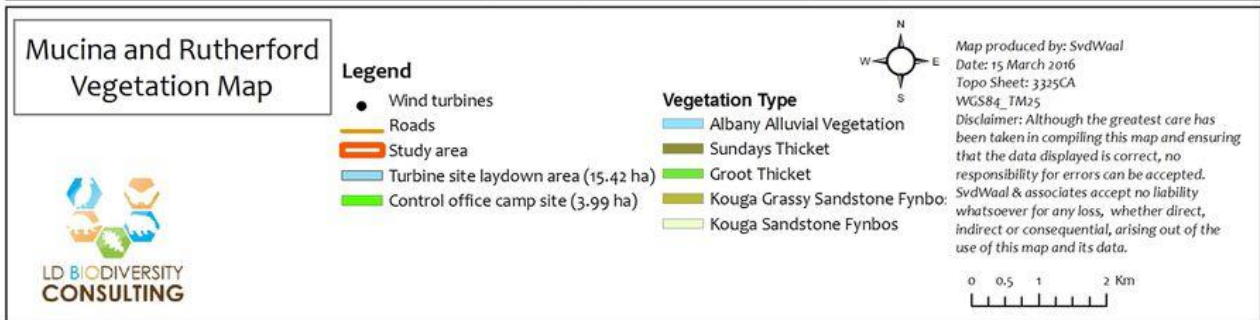 Mucina and Rutherford
Vegetation Map
LD BIODIVERSITY
CONSULTING
Legend
Wind turbines
Roads
Study area
Turbine site laydown area (15.42 ha)
Control office camp site (3.99 ha)
Vegetation Type
Albany Alluvial Vegetation
Sundays Thicket
Groot Thicket
Kouga Grassy Sandstone Fynbo
Kouga Sandstone Fynbos
N
W E
S
Map produced by: SvdWaal
Date: 15 March 2016
Topo Sheet: 3325CA
WGS84_TM25
Disclaimer: Although the greatest care has
been taken in compiling this map and ensuring
that the data displayed is correct, no
responsibility for errors can be accepted.
SvdWaal & associates accept no liability
whatsoever for any loss, whether direct,
indirect or consequential, arising out of the
use of this map and its data.
0 0.5 1 2 Km